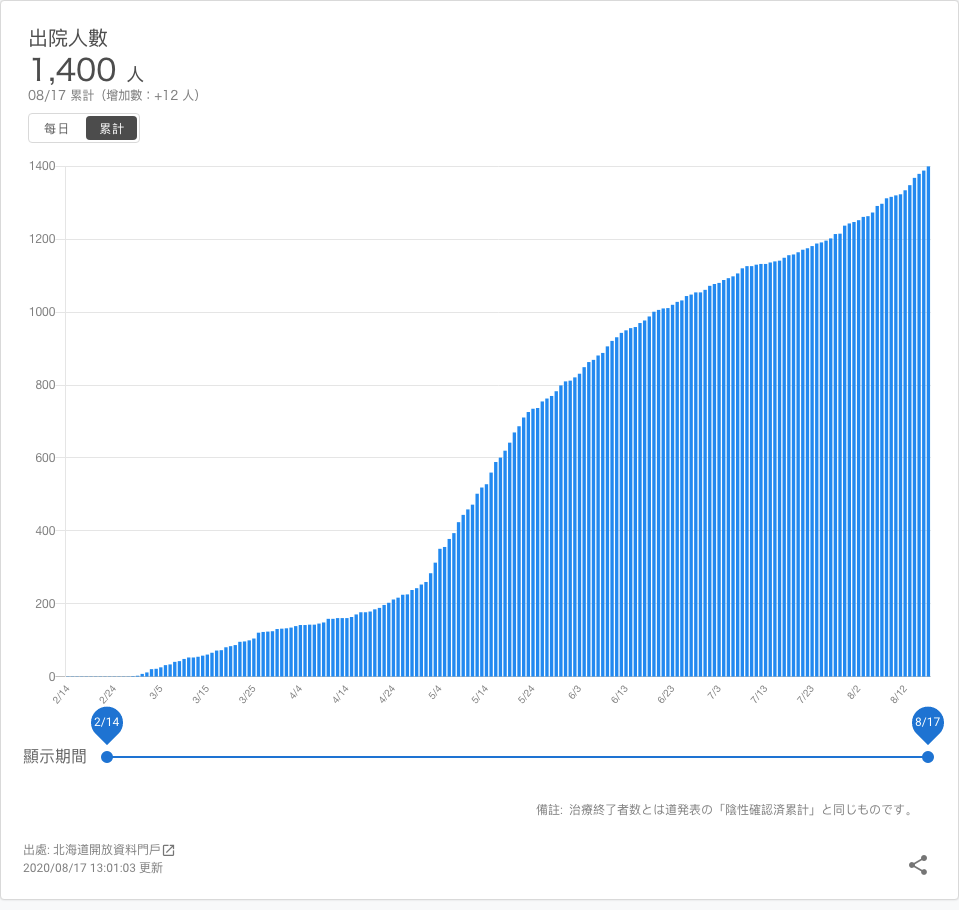 出院人數
1,400 人
08/17 累計（增加數：+12 人）
每日 累計
1400
1200
1000
800
600
400
200
0
2/14 2/24 3/5 3/15 3/25 4/4 4/14 4/24 5/4 5/14 5/24 6/3 6/13 6/23 7/3 7/13 7/23 8/2 8/12
2/14 8/17
顯示期間
備註: 治療終了者数とは道発表の「陰性確認済累計」と同じものです。
出處: 北海道開放資料門戶
2020/08/17 13:01:03 更新